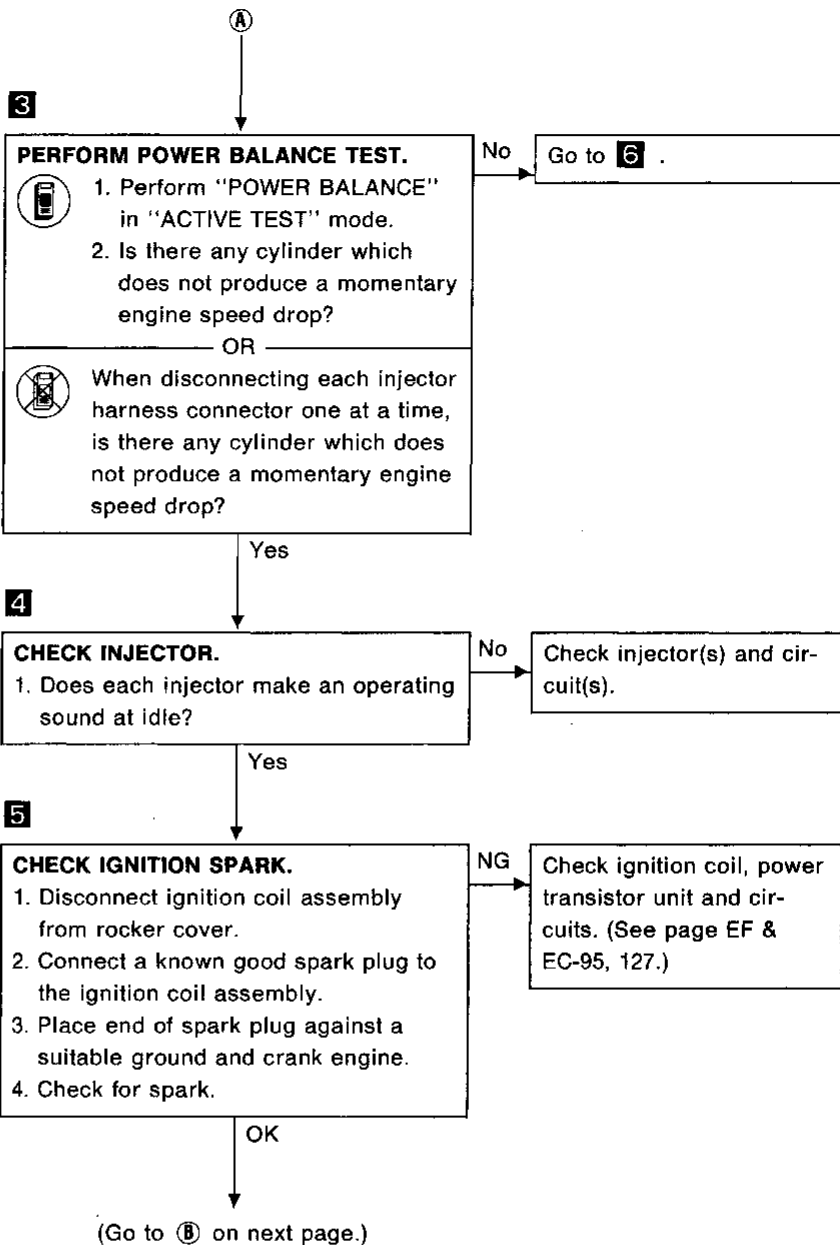 Ⓐ
3
PERFORM POWER BALANCE TEST.
1. Perform "POWER BALANCE"
in "ACTIVE TEST" mode.
2. Is there any cylinder which
does not produce a momentary
engine speed drop?
OR
When disconnecting each injector
harness connector one at a time,
is there any cylinder which does
not produce a momentary engine
speed drop?
No
Go to 6 .
Yes
4
CHECK INJECTOR.
1. Does each injector make an operating
sound at idle?
No
Check injector(s) and cir-
cuit(s).
Yes
5
CHECK IGNITION SPARK.
1. Disconnect ignition coil assembly
from rocker cover.
2. Connect a known good spark plug to
the ignition coil assembly.
3. Place end of spark plug against a
suitable ground and crank engine.
4. Check for spark.
NG
Check ignition coil, power
transistor unit and cir-
cuits. (See page EF &
EC-95, 127.)
OK
(Go to Ⓑ on next page.)